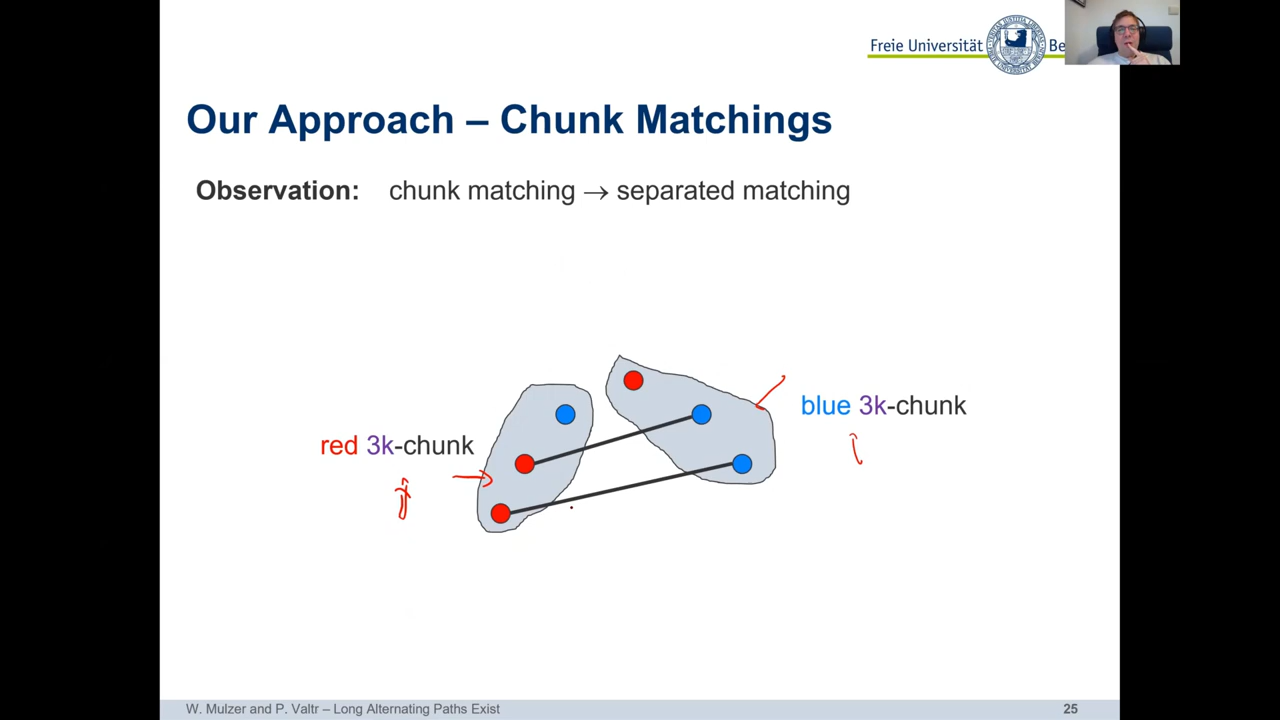 Freie Universität Be
Our Approach – Chunk Matchings
Observation: chunk matching → separated matching
blue 3k-chunk
red 3k-chunk
W. Mulzer and P. Valtr – Long Alternating Paths Exist 25